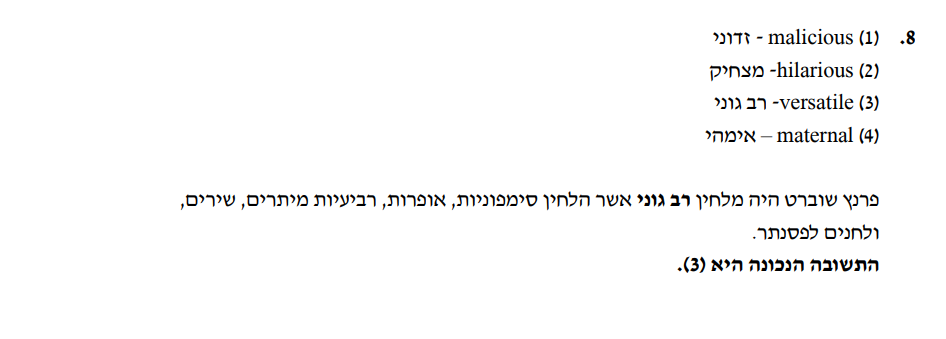 8. (1) malicious - זדוני
(2) hilarious- מצחיק
(3) versatile- רב גוני
(4) maternal – אימהי
פרנץ שוברט היה מלחין רב גוני אשר הלחין סימפוניות, אופרות, רביעיות מיתרים, שירים,
ולחנים לפסנתר.
התשובה הנכונה היא (3).